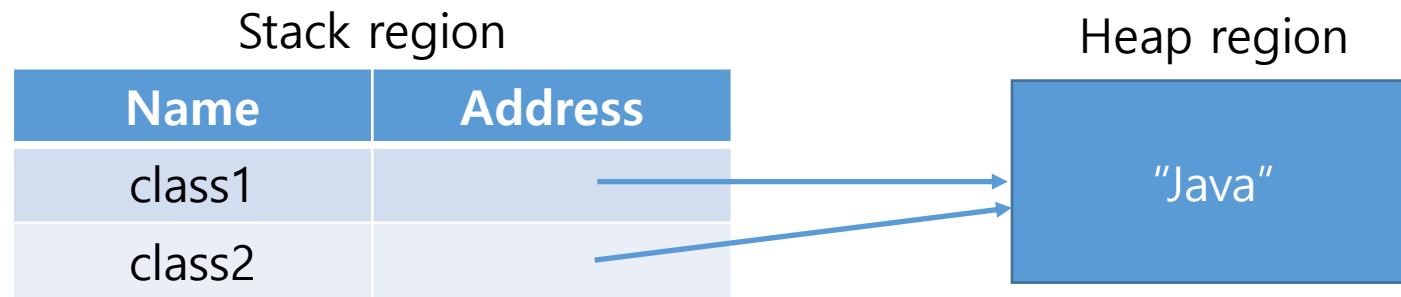 Stack region
Heap region
Name Address
class1
class2
"Java"